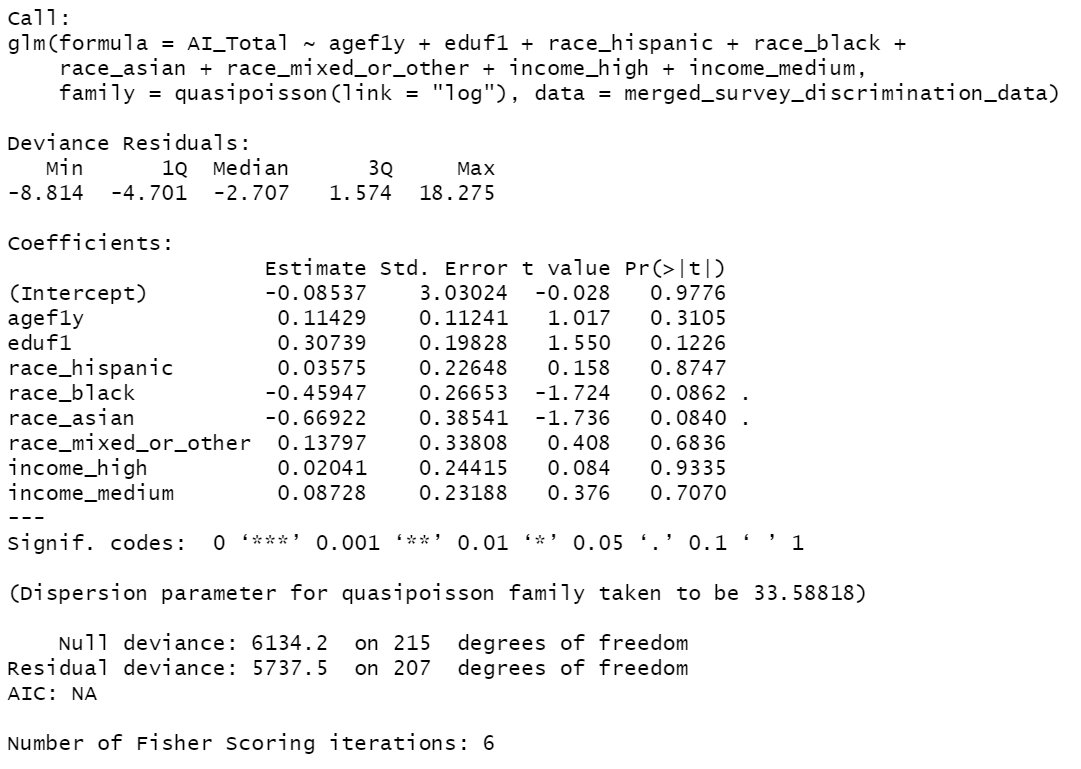 Call:
glm(formula = AI_Total ~ agef1y + eduf1 + race_hispanic + race_black +
    race_asian + race_mixed_or_other + income_high + income_medium,
    family = quasipoisson(link = "log"), data = merged_survey_discrimination_data)

Deviance Residuals:
   Min      1Q  Median      3Q     Max
-8.814  -4.701  -2.707   1.574  18.275

Coefficients:
                    Estimate Std. Error t value Pr(>|t|)
(Intercept)         -0.08537    3.03024  -0.028   0.9776
agef1y               0.11429    0.11241   1.017   0.3105
eduf1                0.30739    0.19828   1.550   0.1226
race_hispanic        0.03575    0.22648   0.158   0.8747
race_black          -0.45947    0.26653  -1.724   0.0862 .
race_asian          -0.66922    0.38541  -1.736   0.0840 .
race_mixed_or_other  0.13797    0.33808   0.408   0.6836
income_high          0.02041    0.24415   0.084   0.9335
income_medium        0.08728    0.23188   0.376   0.7070
---
Signif. codes:  0 ‘***’ 0.001 ‘**’ 0.01 ‘*’ 0.05 ‘.’ 0.1 ‘ ’ 1

(Dispersion parameter for quasipoisson family taken to be 33.58818)

    Null deviance: 6134.2  on 215  degrees of freedom
Residual deviance: 5737.5  on 207  degrees of freedom
AIC: NA

Number of Fisher Scoring iterations: 6